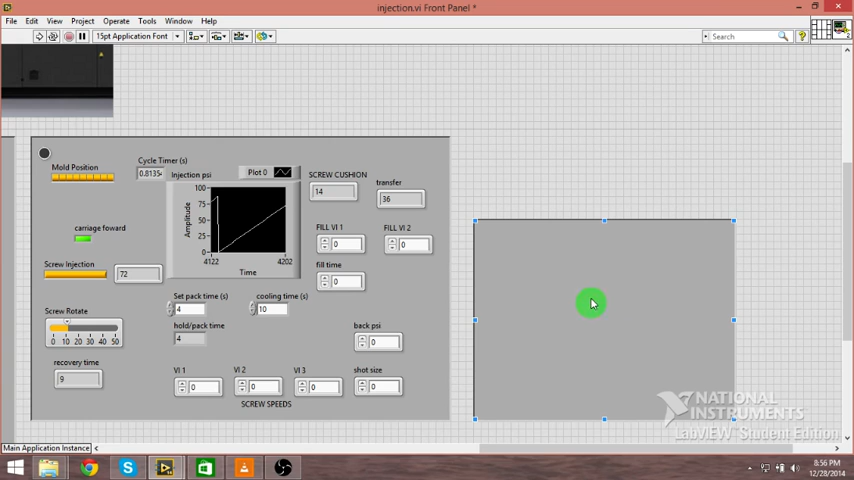 injection.vi Front Panel *
File Edit View Project Operate Tools Window Help
15pt Application Font
Search
Mold Position
Cycle Timer (s)
0.8135
Injection psi
Plot 0
SCREW CUSHION
14
transfer
36
100
75
50
25
0
Amplitude
4122 4202
Time
carriage foward
FILL VI 1
0
FILL VI 2
0
Screw Injection
72
fill time
0
Set pack time (s)
4
cooling time (s)
10
Screw Rotate
0 10 20 30 40 50
hold/pack time
4
back psi
0
recovery time
9
VI 1
0
VI 2
0
VI 3
0
shot size
0
SCREW SPEEDS
NATIONAL
INSTRUMENTS
LabVIEW Student Edition
Main Application Instance
8:56 PM
12/28/2014